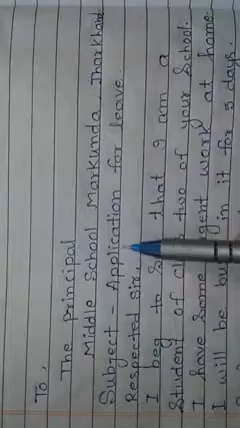 To,
The Principal
Middle School Markunda, Jharkhand
Subject - Application for leave.
Respected sir,
I beg to that I am a
Student of two of your School.
I have some work at home
I will be in it for 3 days.